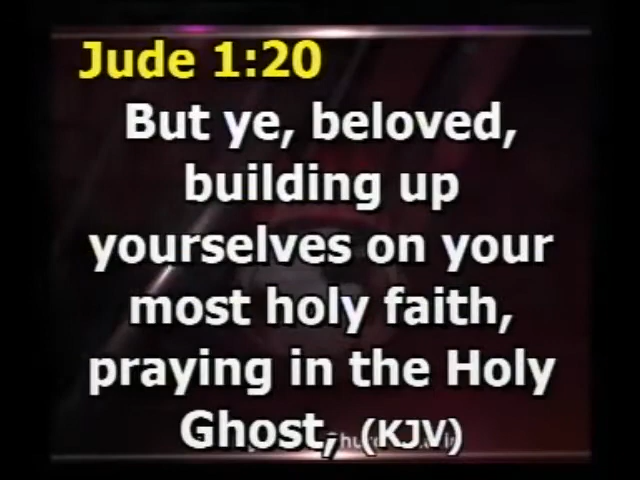 Jude 1:20
But ye, beloved,
building up
yourselves on your
most holy faith,
praying in the Holy
Ghost, (KJV)